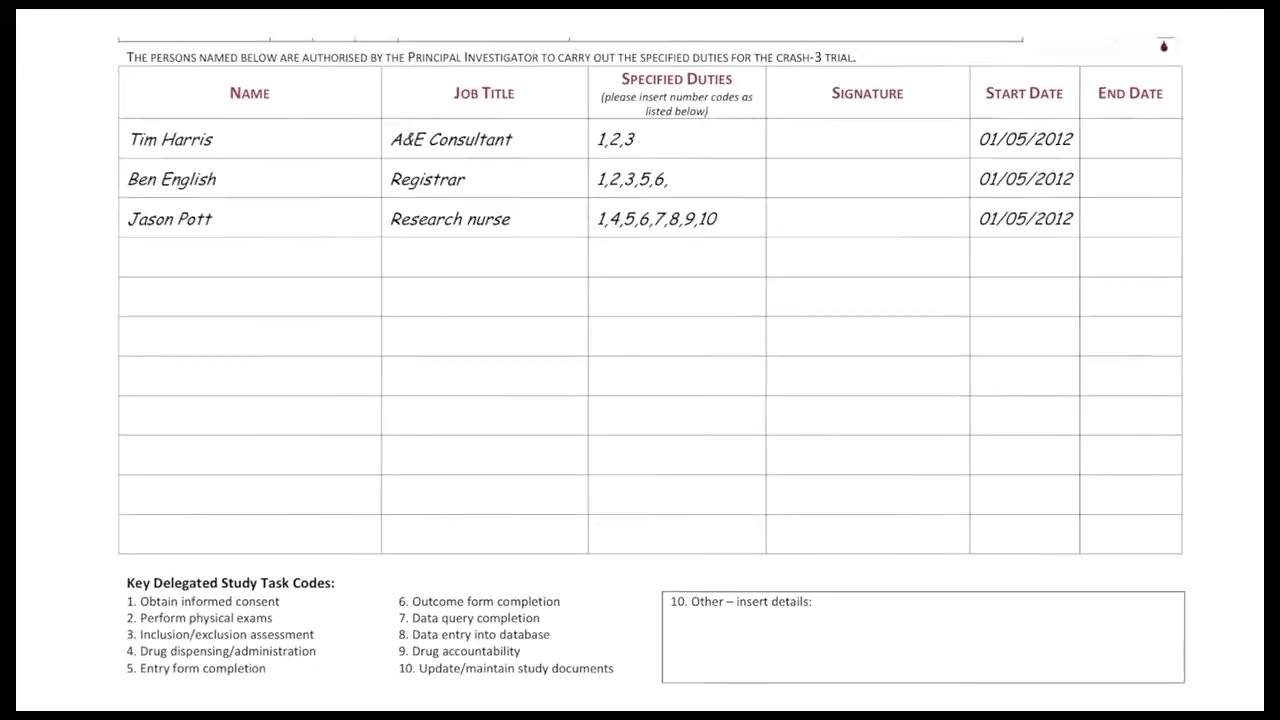 THE PERSONS NAMED BELOW ARE AUTHORISED BY THE PRINCIPAL INVESTIGATOR TO CARRY OUT THE SPECIFIED DUTIES FOR THE CRASH-3 TRIAL.
NAME JOB TITLE SPECIFIED DUTIES (please insert number codes as listed below) SIGNATURE START DATE END DATE
Tim Harris A&E Consultant 1,2,3 01/05/2012
Ben English Registrar 1,2,3,5,6, 01/05/2012
Jason Pott Research nurse 1,4,5,6,7,8,9,10 01/05/2012
Key Delegated Study Task Codes:
1. Obtain informed consent
2. Perform physical exams
3. Inclusion/exclusion assessment
4. Drug dispensing/administration
5. Entry form completion
6. Outcome form completion
7. Data query completion
8. Data entry into database
9. Drug accountability
10. Update/maintain study documents
10. Other – insert details: